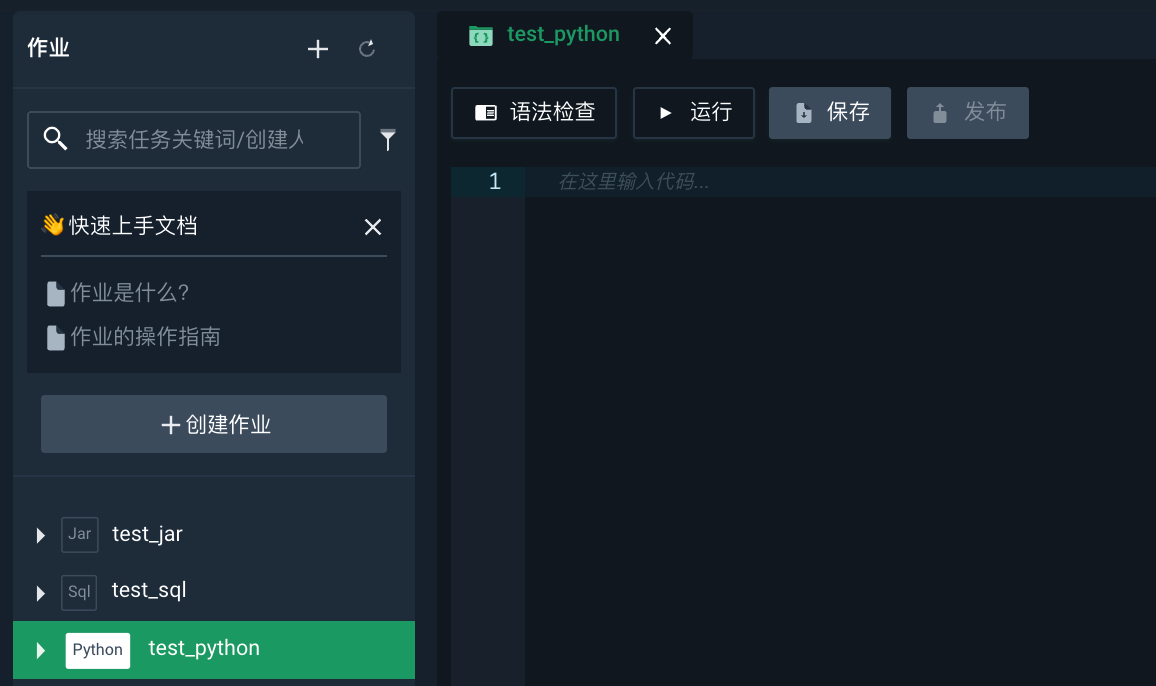 作业
搜索任务关键词/创建人
👋快速上手文档
作业是什么?
作业的操作指南
创建作业
Jar test_jar
Sql test_sql
Python test_python
test_python
语法检查 运行 保存 发布
1 在这里输入代码...